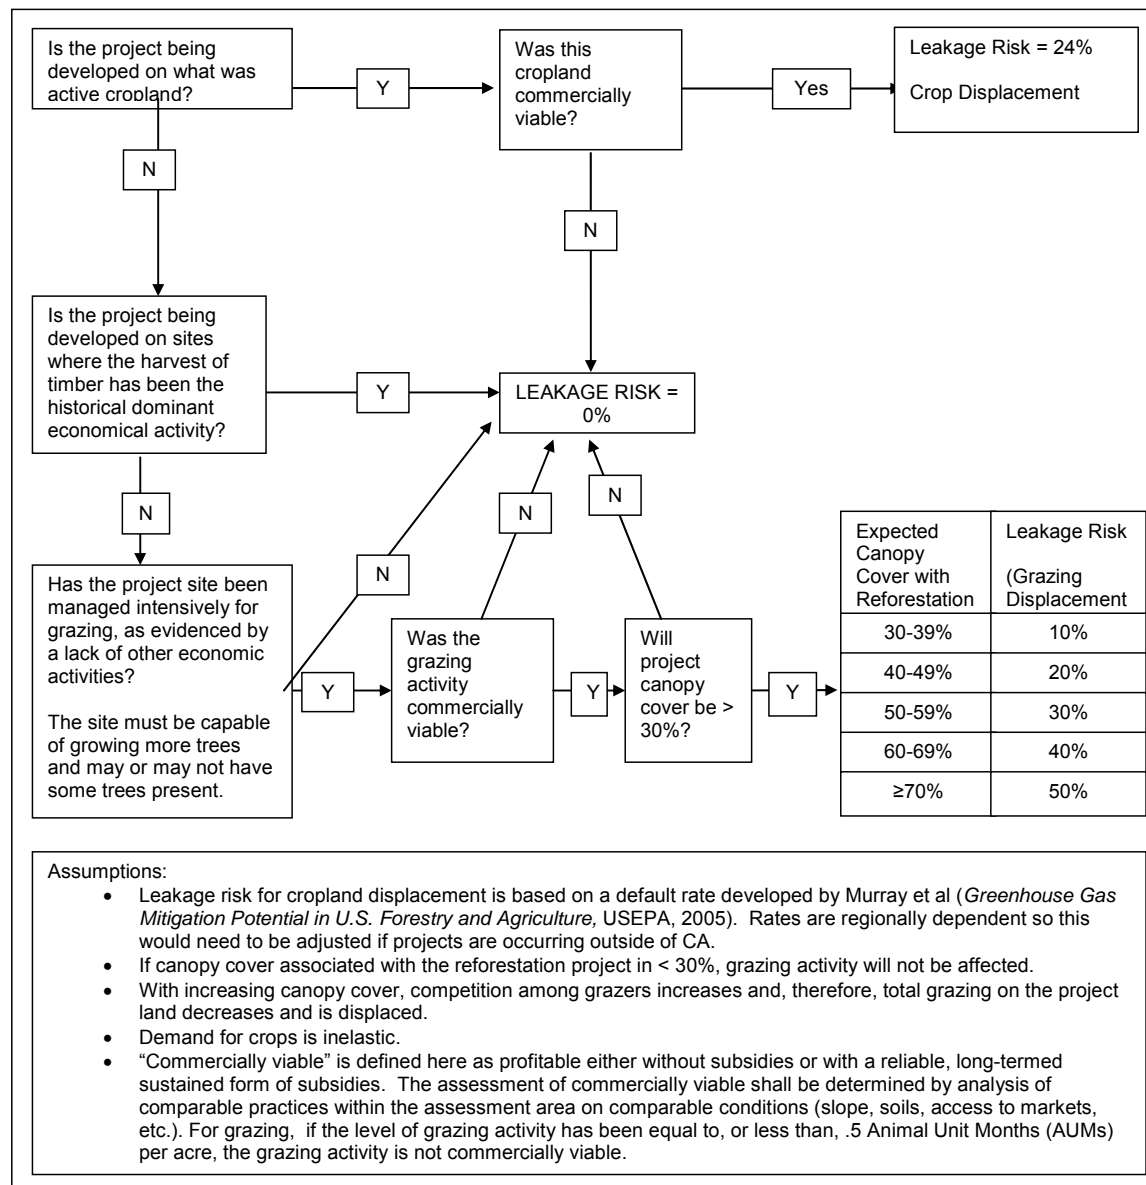 Is the project being
developed on what was
active cropland?
Y
Was this
cropland
commercially
viable?
Yes
Leakage Risk = 24%
Crop Displacement
N
N
Is the project being
developed on sites
where the harvest of
timber has been the
historical dominant
economical activity?
Y
LEAKAGE RISK =
0%
N
N
N
N
Has the project site been
managed intensively for
grazing, as evidenced by
a lack of other economic
activities?
The site must be capable
of growing more trees
and may or may not have
some trees present.
Y
Was the
grazing
activity
commercially
viable?
Y
Will
project
canopy
cover be >
30%?
Y
Expected
Canopy
Cover with
Reforestation
Leakage Risk
(Grazing
Displacement
30-39%
10%
40-49%
20%
50-59%
30%
60-69%
40%
≥70%
50%
Assumptions:
• Leakage risk for cropland displacement is based on a default rate developed by Murray et al (Greenhouse Gas
Mitigation Potential in U.S. Forestry and Agriculture, USEPA, 2005). Rates are regionally dependent so this
would need to be adjusted if projects are occurring outside of CA.
• If canopy cover associated with the reforestation project in < 30%, grazing activity will not be affected.
• With increasing canopy cover, competition among grazers increases and, therefore, total grazing on the project
land decreases and is displaced.
• Demand for crops is inelastic.
• “Commercially viable” is defined here as profitable either without subsidies or with a reliable, long-termed
sustained form of subsidies. The assessment of commercially viable shall be determined by analysis of
comparable practices within the assessment area on comparable conditions (slope, soils, access to markets,
etc.). For grazing, if the level of grazing activity has been equal to, or less than, .5 Animal Unit Months (AUMs)
per acre, the grazing activity is not commercially viable.